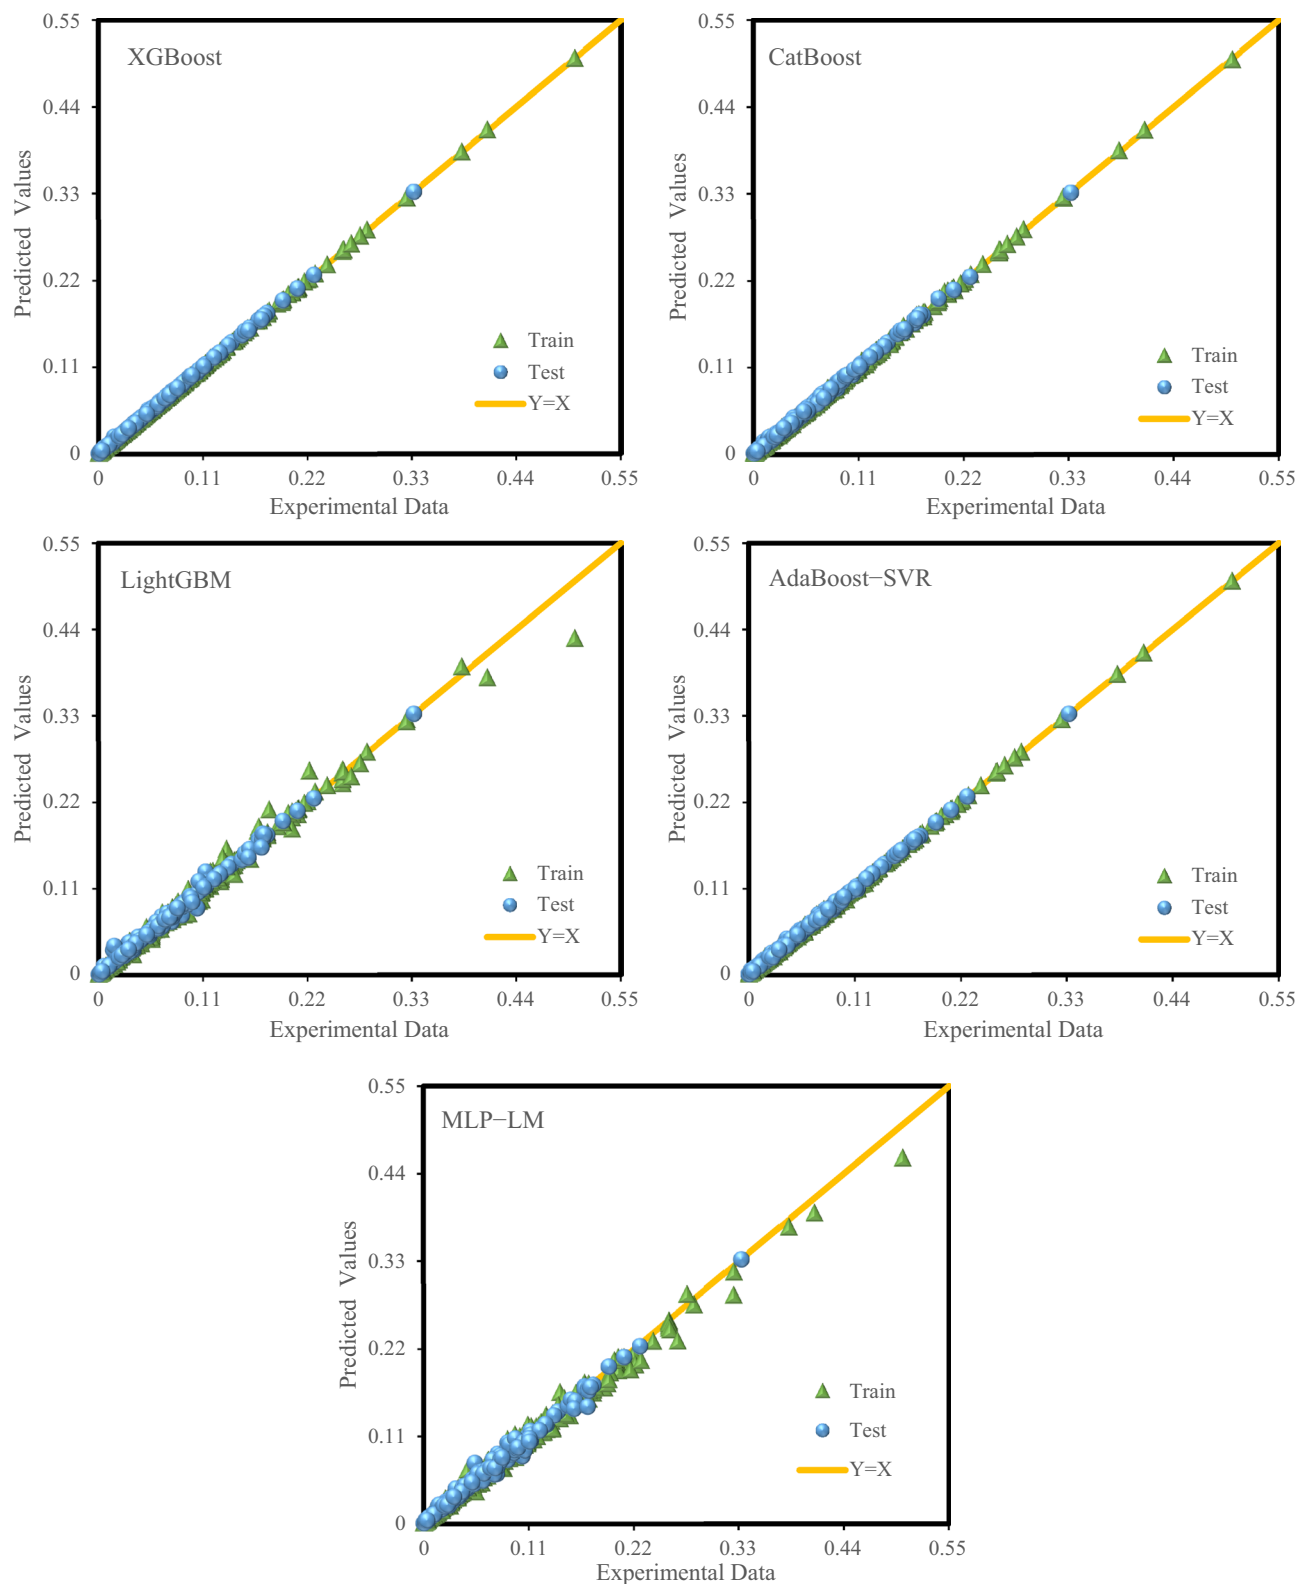 XGBoost
Predicted Values
0.55
0.44
0.33
0.22
0.11
0
Train
Test
Y=X
0 0.11 0.22 0.33 0.44 0.55
Experimental Data
CatBoost
Predicted Values
0.55
0.44
0.33
0.22
0.11
0
Train
Test
Y=X
0 0.11 0.22 0.33 0.44 0.55
Experimental Data
LightGBM
Predicted Values
0.55
0.44
0.33
0.22
0.11
0
Train
Test
Y=X
0 0.11 0.22 0.33 0.44 0.55
Experimental Data
AdaBoost−SVR
Predicted Values
0.55
0.44
0.33
0.22
0.11
0
Train
Test
Y=X
0 0.11 0.22 0.33 0.44 0.55
Experimental Data
MLP−LM
Predicted Values
0.55
0.44
0.33
0.22
0.11
0
Train
Test
Y=X
0 0.11 0.22 0.33 0.44 0.55
Experimental Data